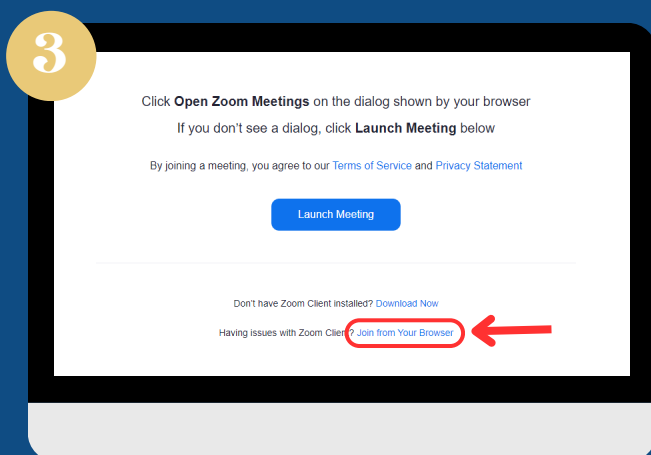 3
Click Open Zoom Meetings on the dialog shown by your browser
If you don't see a dialog, click Launch Meeting below
By joining a meeting, you agree to our Terms of Service and Privacy Statement
Launch Meeting
Don't have Zoom Client installed? Download Now
Having issues with Zoom Client? Join from Your Browser